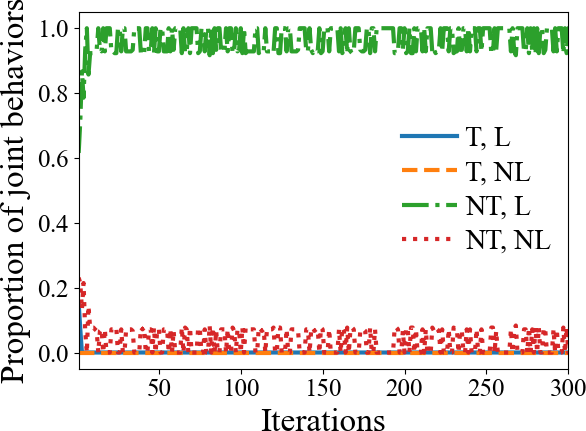 Proportion of joint behaviors
1.0
0.8
0.6
0.4
0.2
0.0
T, L
T, NL
NT, L
NT, NL
50
100
150
200
250
300
Iterations